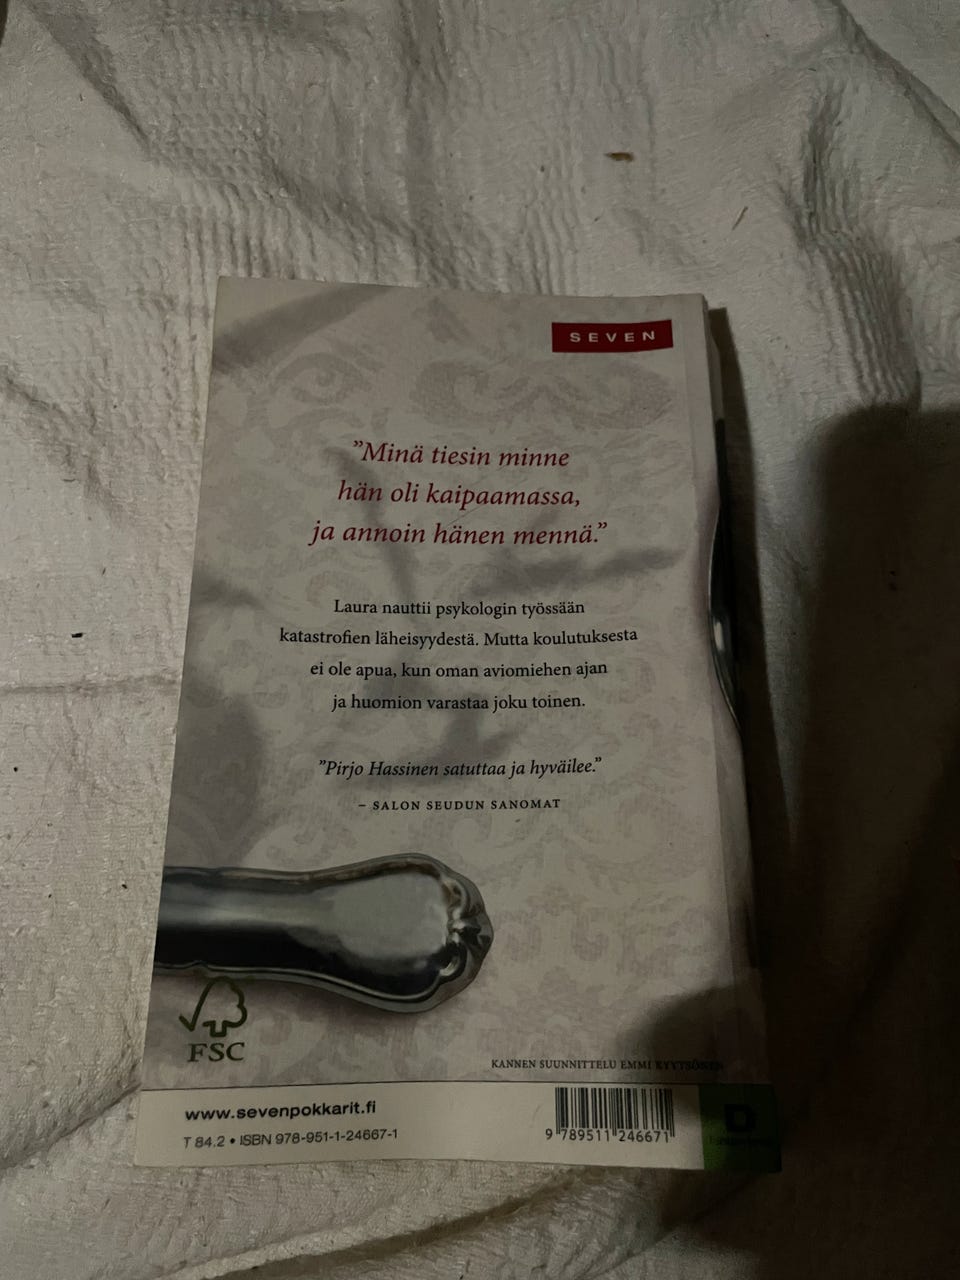 SEVEN
”Minä tiesin minne
hän oli kaipaamassa,
ja annoin hänen mennä.”
Laura nauttii psykologin työssään
katastrofien läheisyydestä. Mutta koulutuksesta
ei ole apua, kun oman aviomiehen ajan
ja huomion varastaa joku toinen.
”Pirjo Hassinen satuttaa ja hyväilee.”
– SALON SEUDUN SANOMAT
FSC
KANNEN SUUNNITTELU EMMI KYYTSÖNEN
www.sevenpokkarit.fi
T 84.2 • ISBN 978-951-1-24667-1
9 789511 246671
D